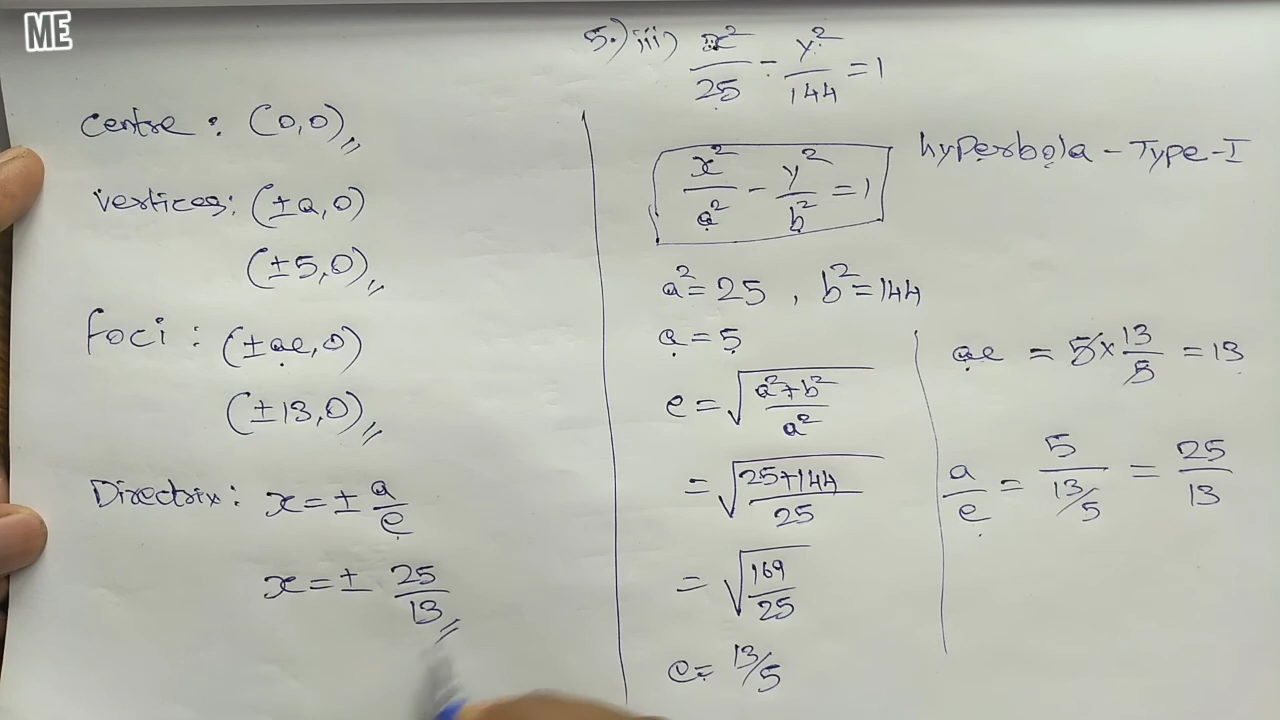 ME
5.) iii) x²/25 - y²/144 = 1
Centre : (0,0)
Vertices: (±a,0)
(±5,0)
foci : (±ae,0)
(±13,0)
Directrix: x = ± a/e
x = ± 25/13
x²/a² - y²/b² = 1
hyperbola - Type-I
a² = 25 , b² = 144
a = 5
e = √((a²+b²)/a²)
= √((25+144)/25)
= √(169/25)
e = 13/5
ae = 5 × 13/5 = 13
a/e = 5/(13/5) = 25/13